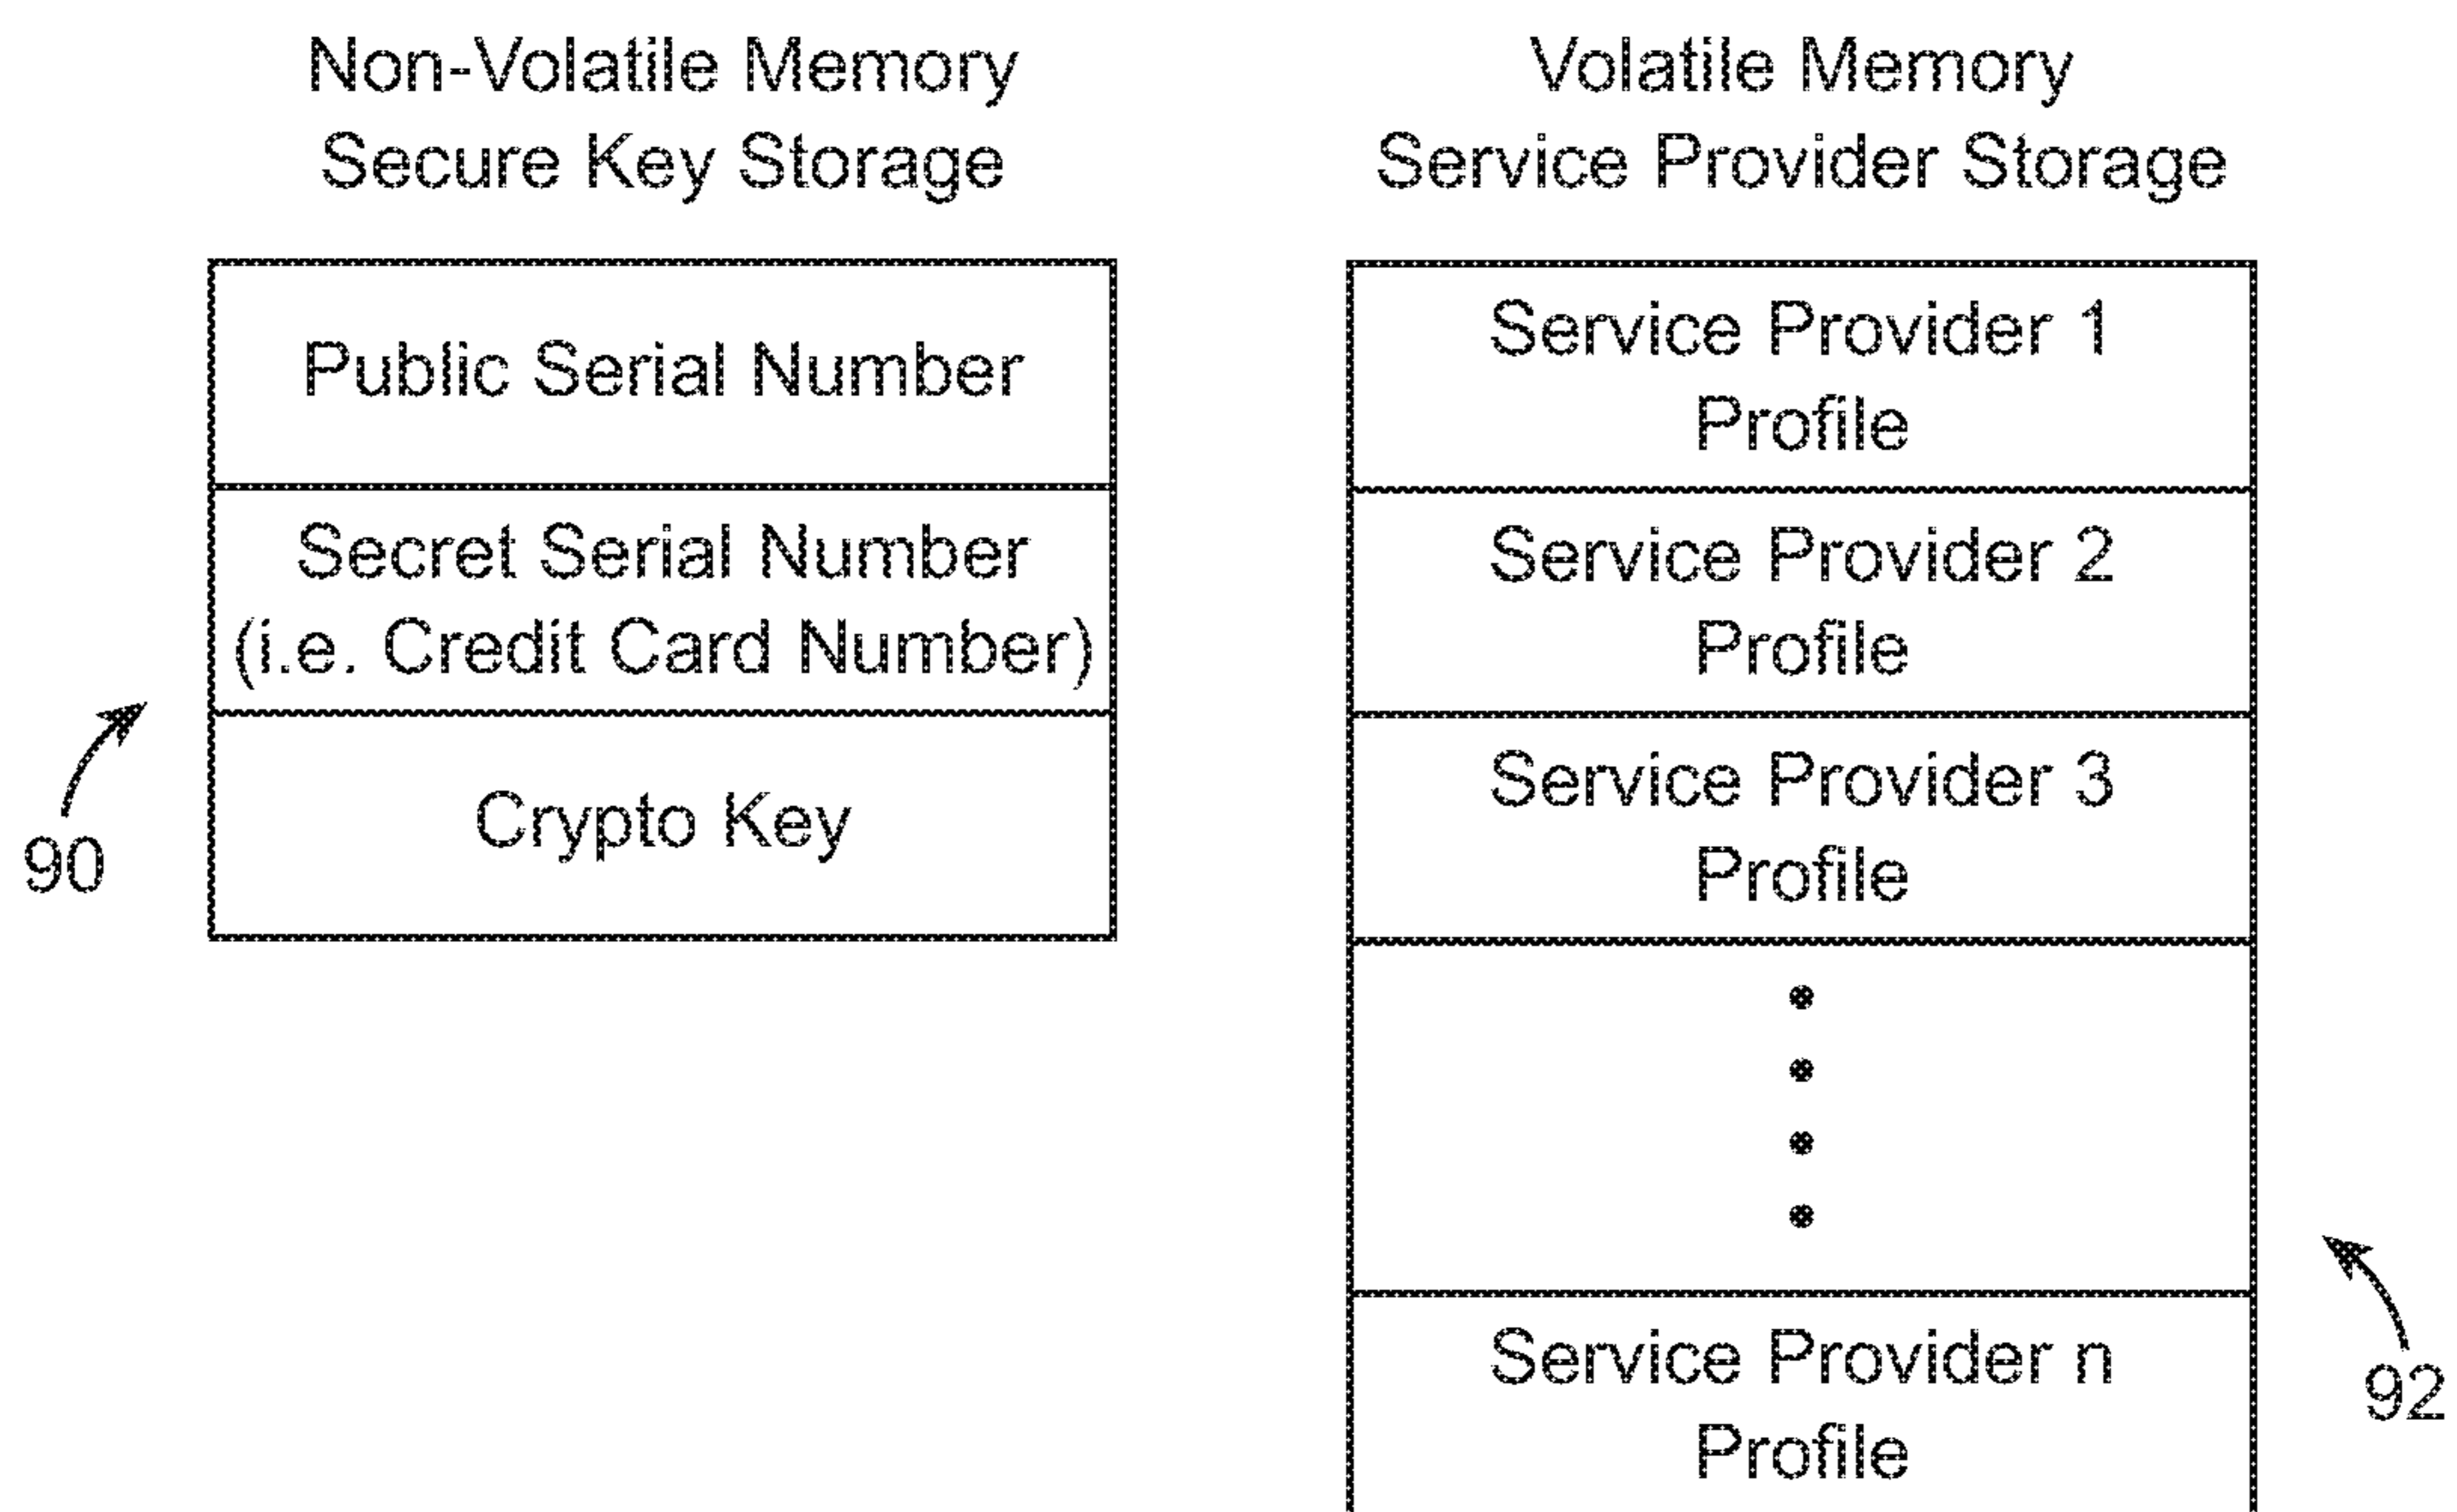 Non-Volatile Memory
Secure Key Storage
Public Serial Number
Secret Serial Number
(i.e. Credit Card Number)
Crypto Key
90
Volatile Memory
Service Provider Storage
Service Provider 1
Profile
Service Provider 2
Profile
Service Provider 3
Profile
Service Provider n
Profile
92